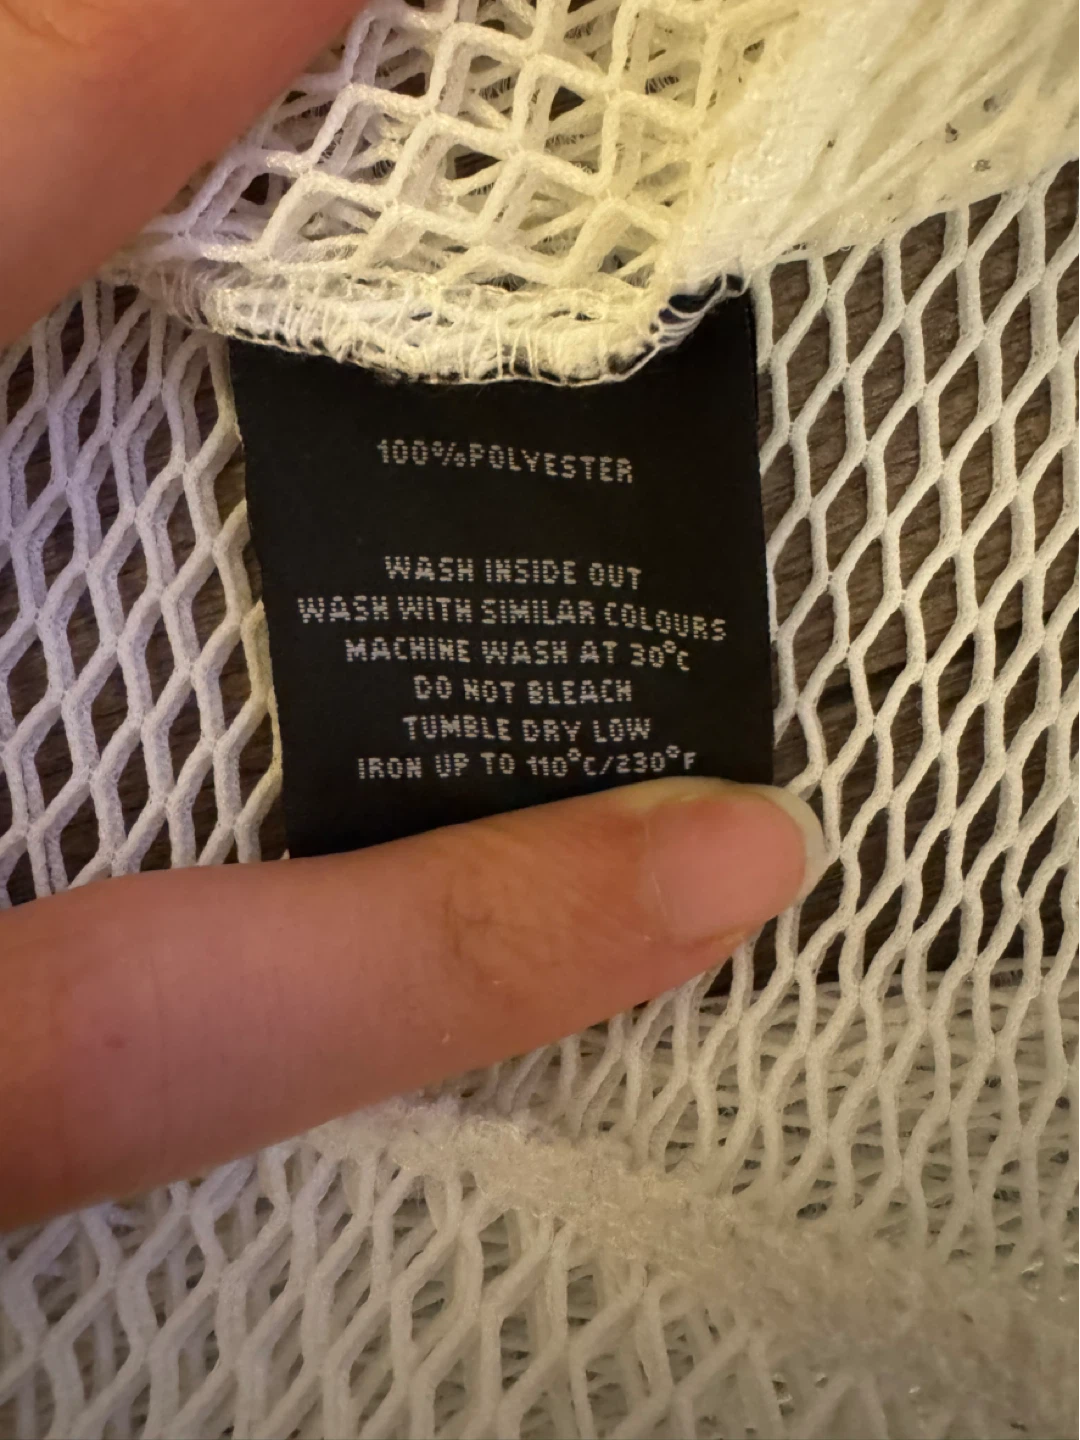 100%POLYESTER
WASH INSIDE OUT
WASH WITH SIMILAR COLOURS
MACHINE WASH AT 30°C
DO NOT BLEACH
TUMBLE DRY LOW
IRON UP TO 110°C/230°F